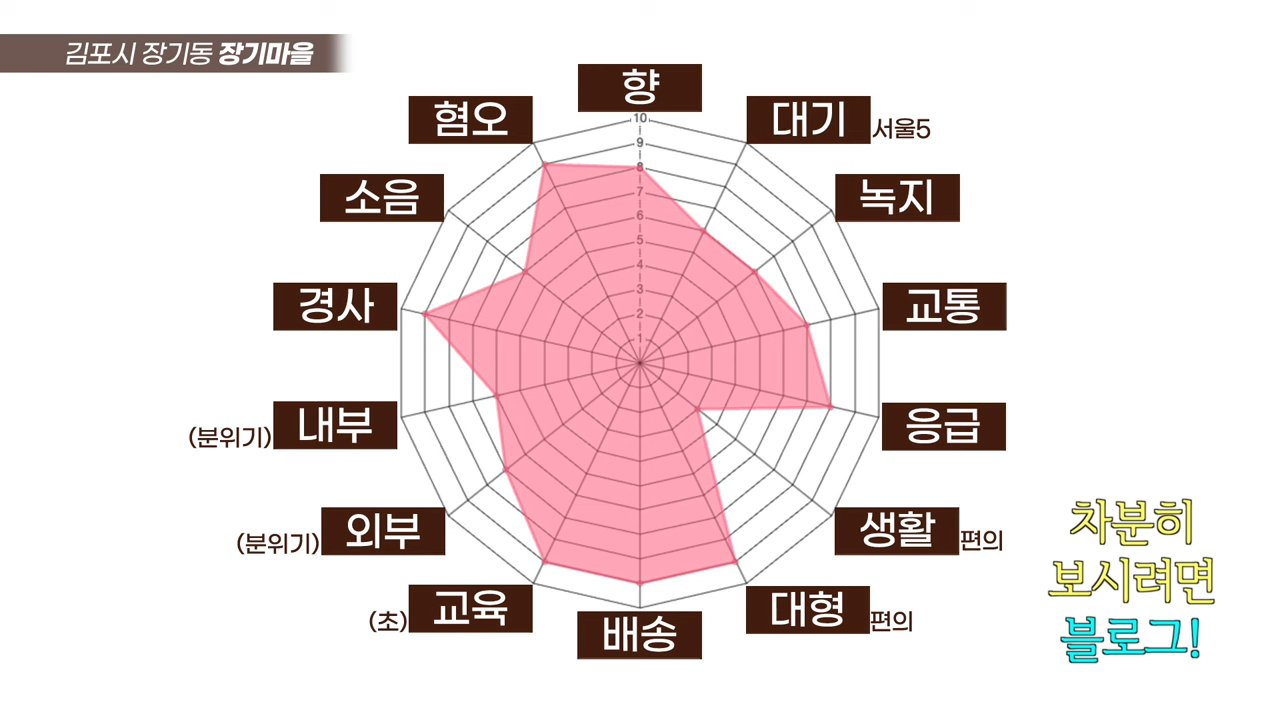 김포시 장기동 장기마을
향
혐오
대기 서울5
소음
녹지
경사
교통
(분위기) 내부
응급
(분위기) 외부
생활 편의
(초) 교육
대형 편의
배송
10
9
8
7
6
5
4
3
2
1
차분히
보시려면
블로그!